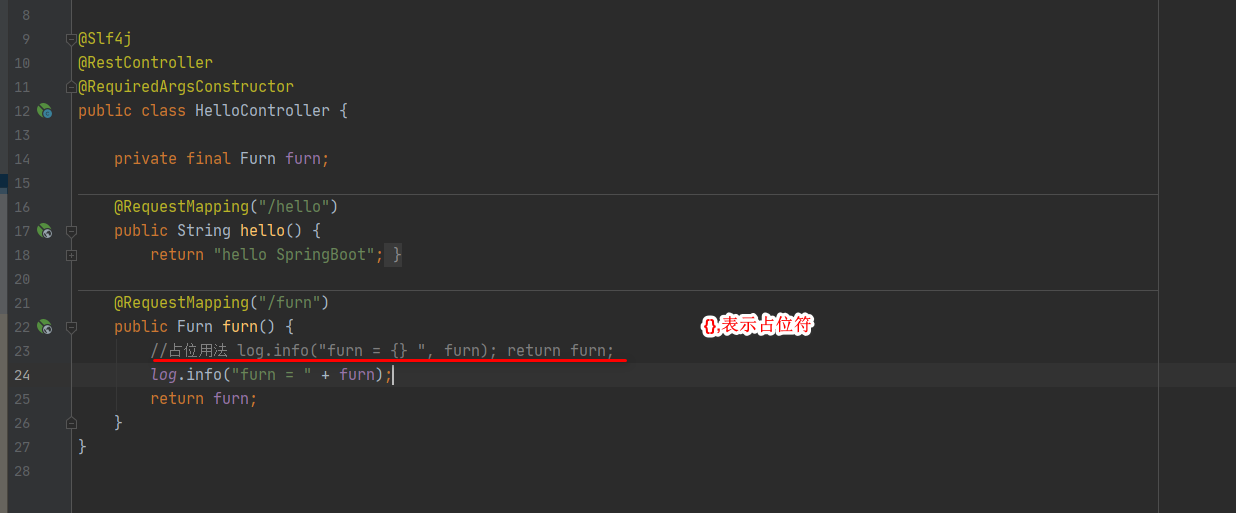 8
9 @Slf4j
10 @RestController
11 @RequiredArgsConstructor
12 public class HelloController {
13
14 private final Furn furn;
15
16 @RequestMapping("/hello")
17 public String hello() {
18 return "hello SpringBoot"; }
20
21 @RequestMapping("/furn")
22 public Furn furn() {
{},表示占位符
23 //占位用法 log.info("furn = {} ", furn); return furn;
24 log.info("furn = " + furn);
25 return furn;
26 }
27 }
28